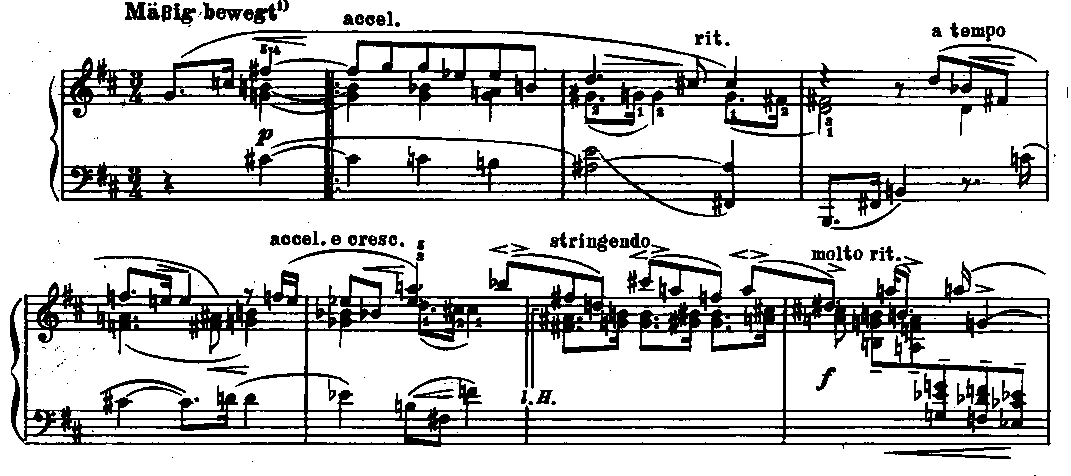 Mäßig bewegt¹⁾
accel.
rit.
a tempo
p
accel. e cresc.
stringendo
molto rit.
l. H.
f